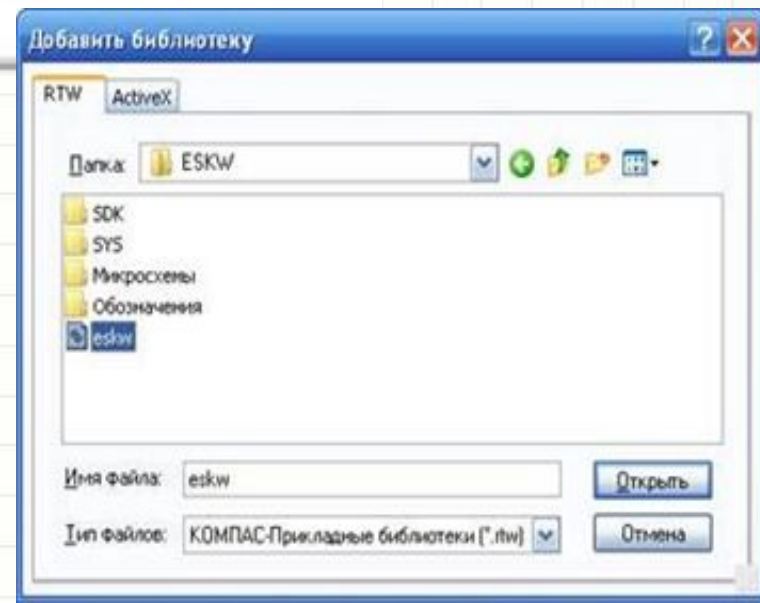 Добавить библиотеку
RTW ActiveX
Папка: ESKW
SDK
SYS
Микросхемы
Обозначения
eskw
Имя файла: eskw Открыть
Тип файлов: КОМПАС-Прикладные библиотеки (*.rtw) Отмена